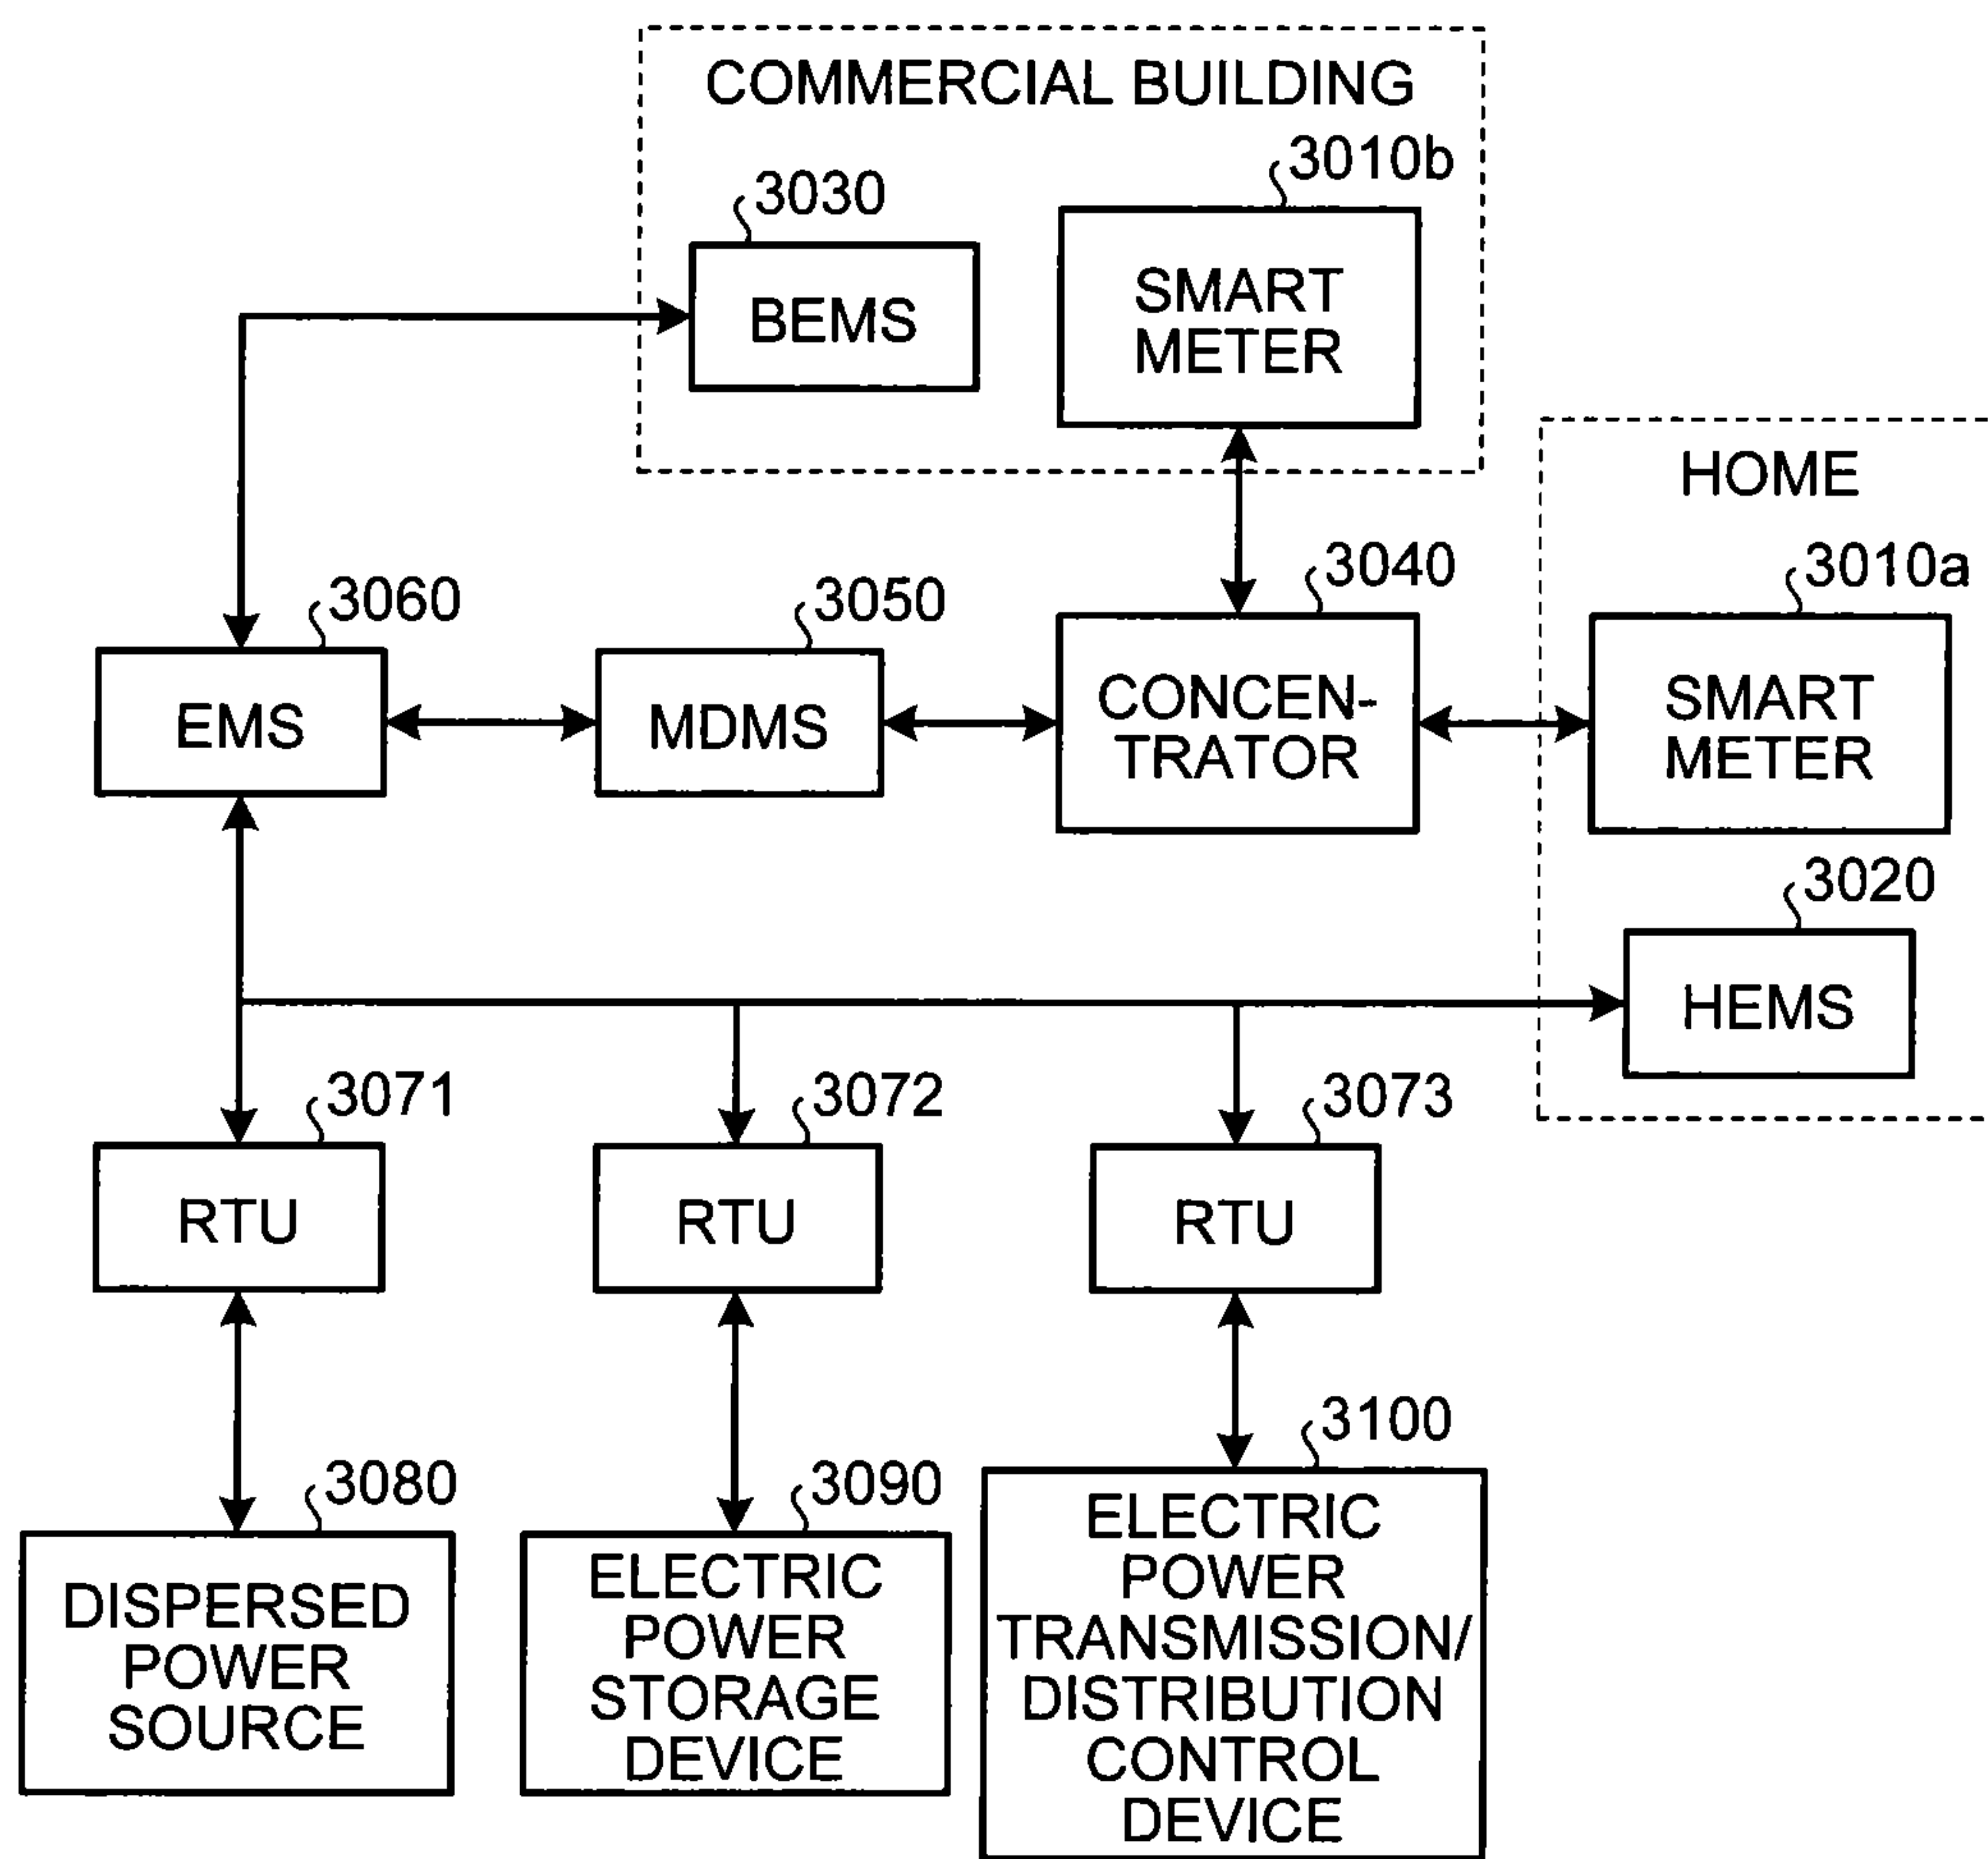 COMMERCIAL BUILDING
3010b
3030
SMART
METER
BEMS
HOME
3010a
3040
3050
3060
SMART
METER
CONCEN-
TRATOR
MDMS
EMS
3020
HEMS
3071
3072
3073
RTU
RTU
RTU
3080
3090
3100
DISPERSED
POWER
SOURCE
ELECTRIC
POWER
STORAGE
DEVICE
ELECTRIC
POWER
TRANSMISSION/
DISTRIBUTION
CONTROL
DEVICE